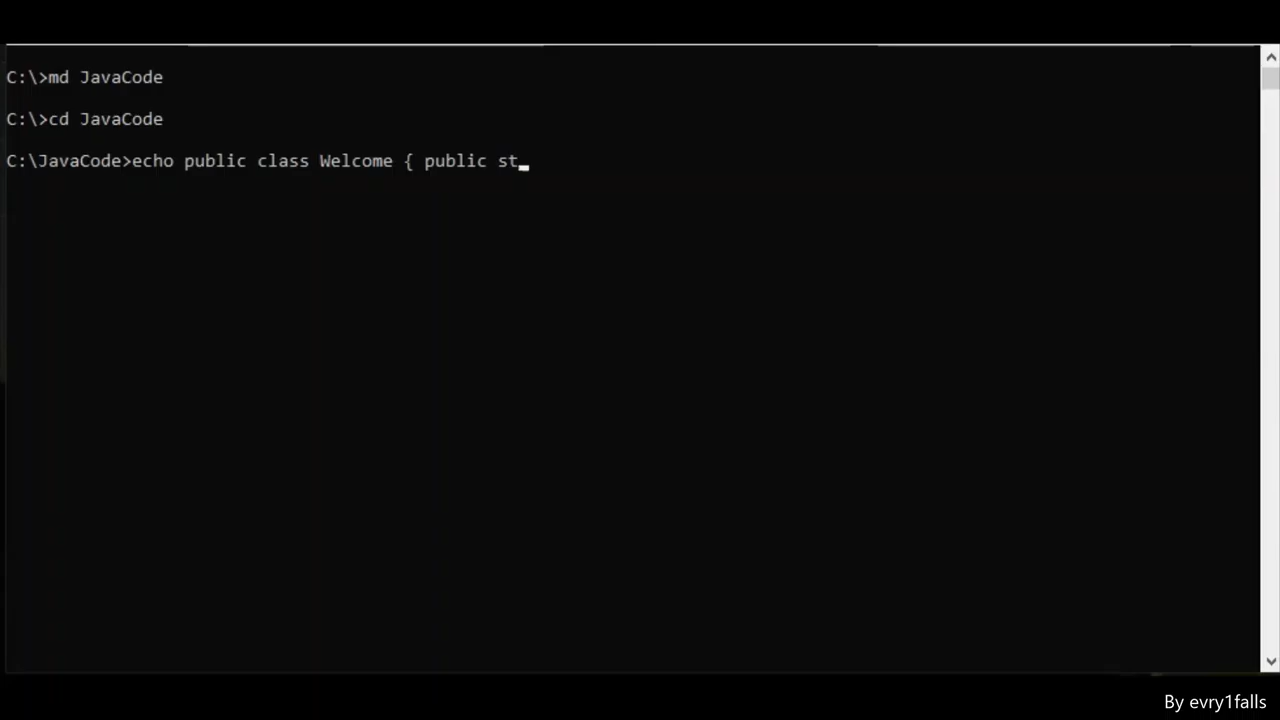 C:\>md JavaCode
C:\>cd JavaCode
C:\JavaCode>echo public class Welcome { public st
By evry1falls